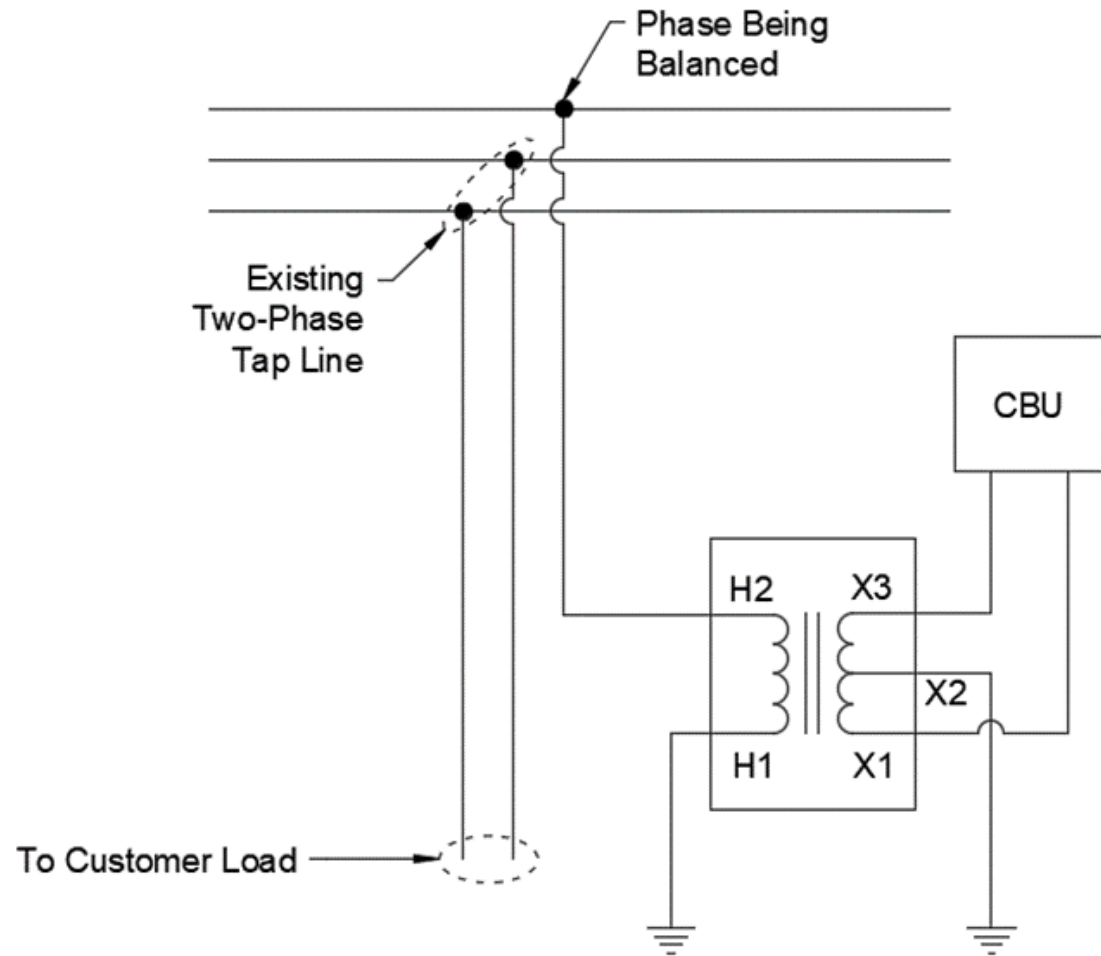 Phase Being
Balanced
Existing
Two-Phase
Tap Line
CBU
H2
X3
X2
H1
X1
To Customer Load